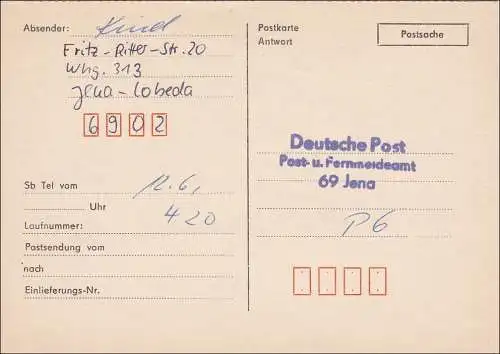 Absender: Kind
Fritz-Ritter-Str. 20
Whg. 313
Jena-Lobeda
6902
Sb Tel vom 12.6,
Uhr
420
Laufnummer:
Postsendung vom
nach
Einlieferungs-Nr.
Postkarte
Antwort
Postsache
Deutsche Post
Post- u. Fernmeldeamt
69 Jena
P6